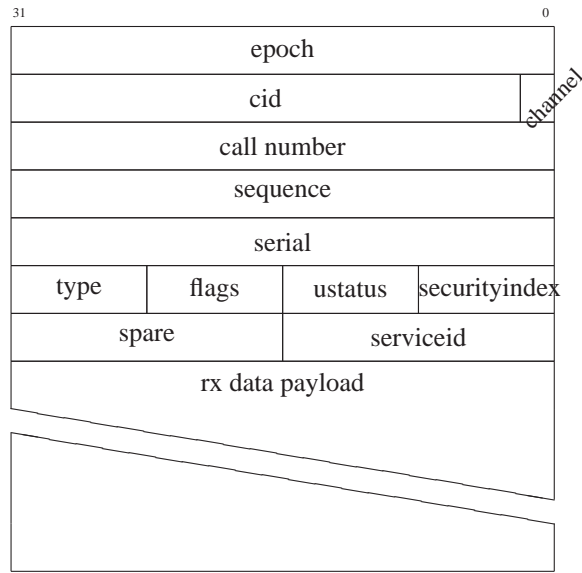 31 0
epoch
cid channel
call number
sequence
serial
type flags ustatus securityindex
spare serviceid
rx data payload